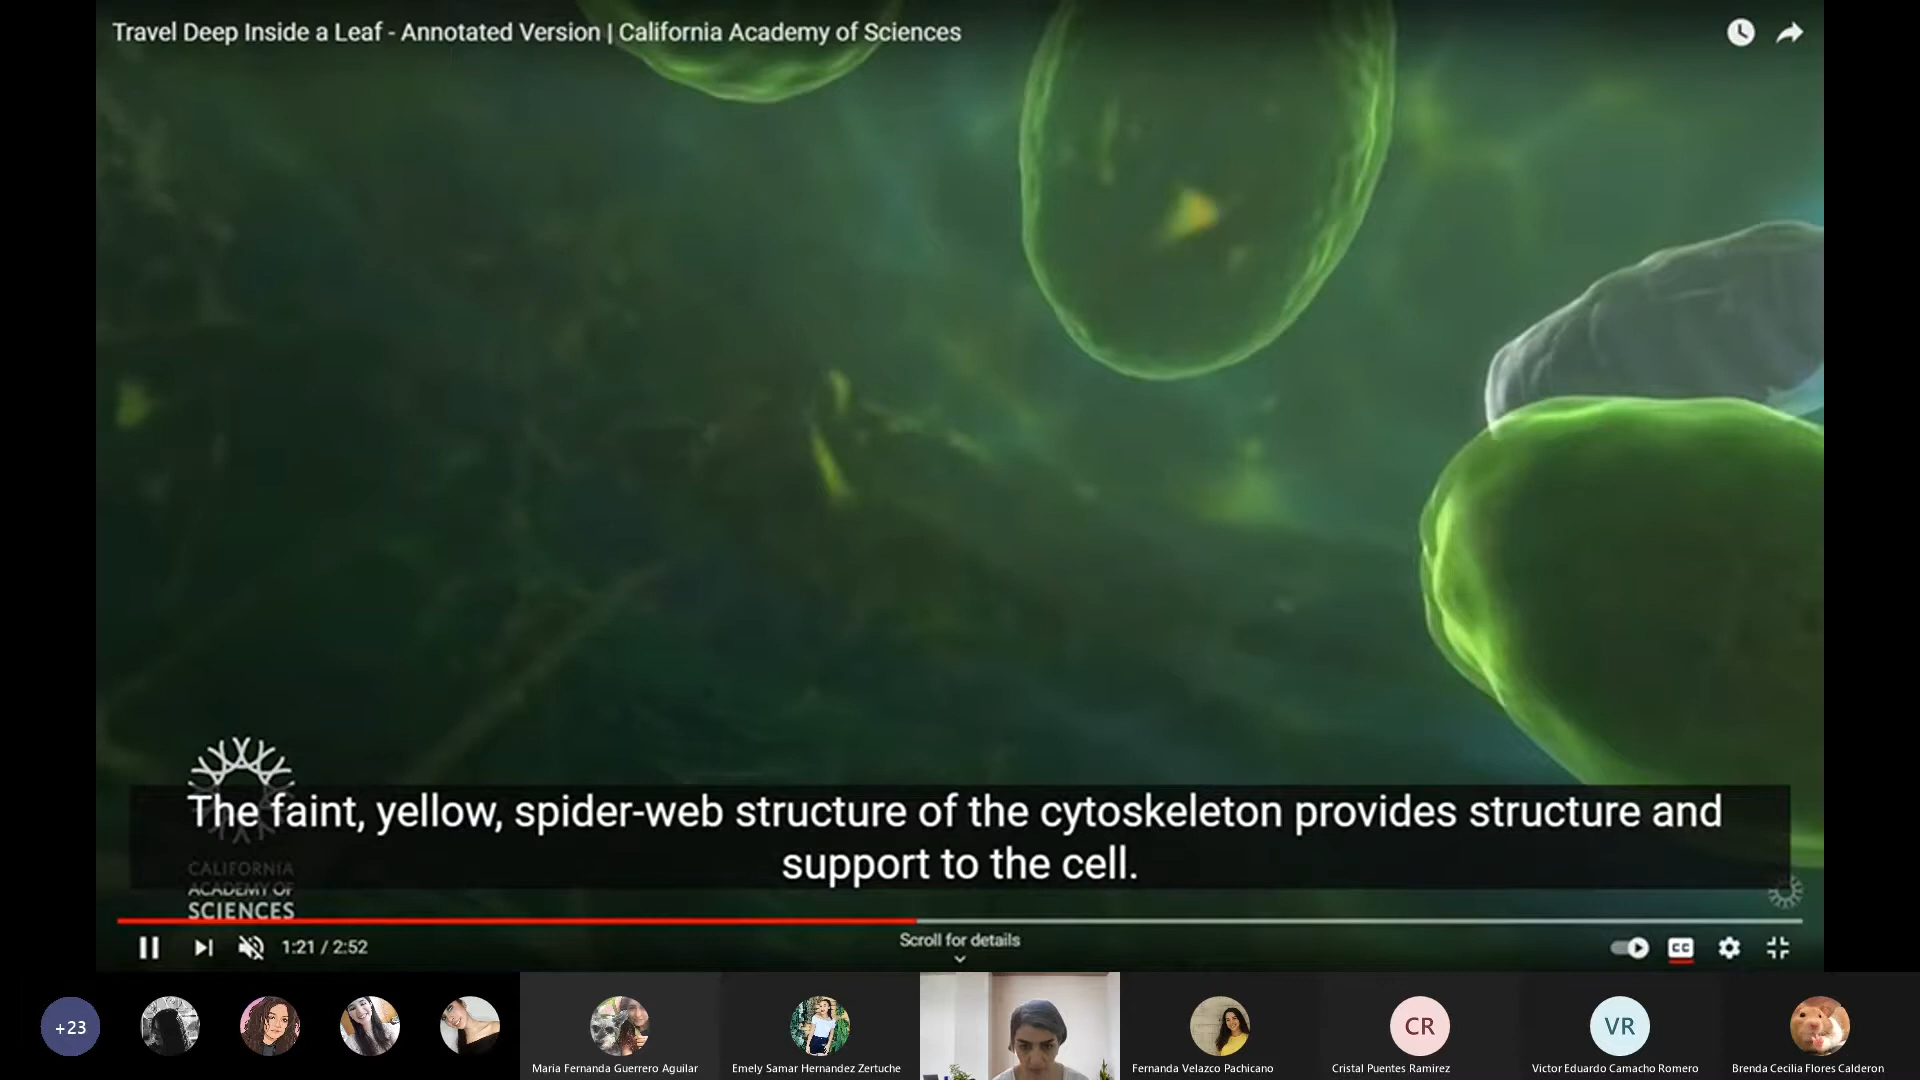 Travel Deep Inside a Leaf - Annotated Version | California Academy of Sciences
The faint, yellow, spider-web structure of the cytoskeleton provides structure and
support to the cell.
CALIFORNIA
ACADEMY OF
SCIENCES
1:21 / 2:52
Scroll for details
CC
+23
CR
VR
Maria Fernanda Guerrero Aguilar
Emely Samar Hernandez Zertuche
Fernanda Velazco Pachicano
Cristal Puentes Ramirez
Victor Eduardo Camacho Romero
Brenda Cecilia Flores Calderon